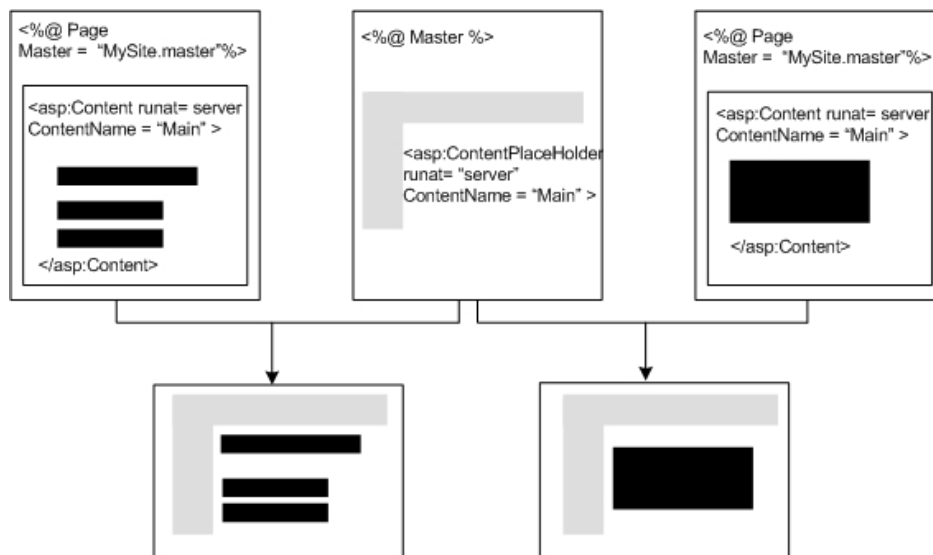 <%@ Page
Master = “MySite.master”%>
<asp:Content runat= server
ContentName = “Main” >
</asp:Content>
<%@ Master %>
<asp:ContentPlaceHolder
runat= “server”
ContentName = “Main” >
<%@ Page
Master = “MySite.master”%>
<asp:Content runat= server
ContentName = “Main” >
</asp:Content>